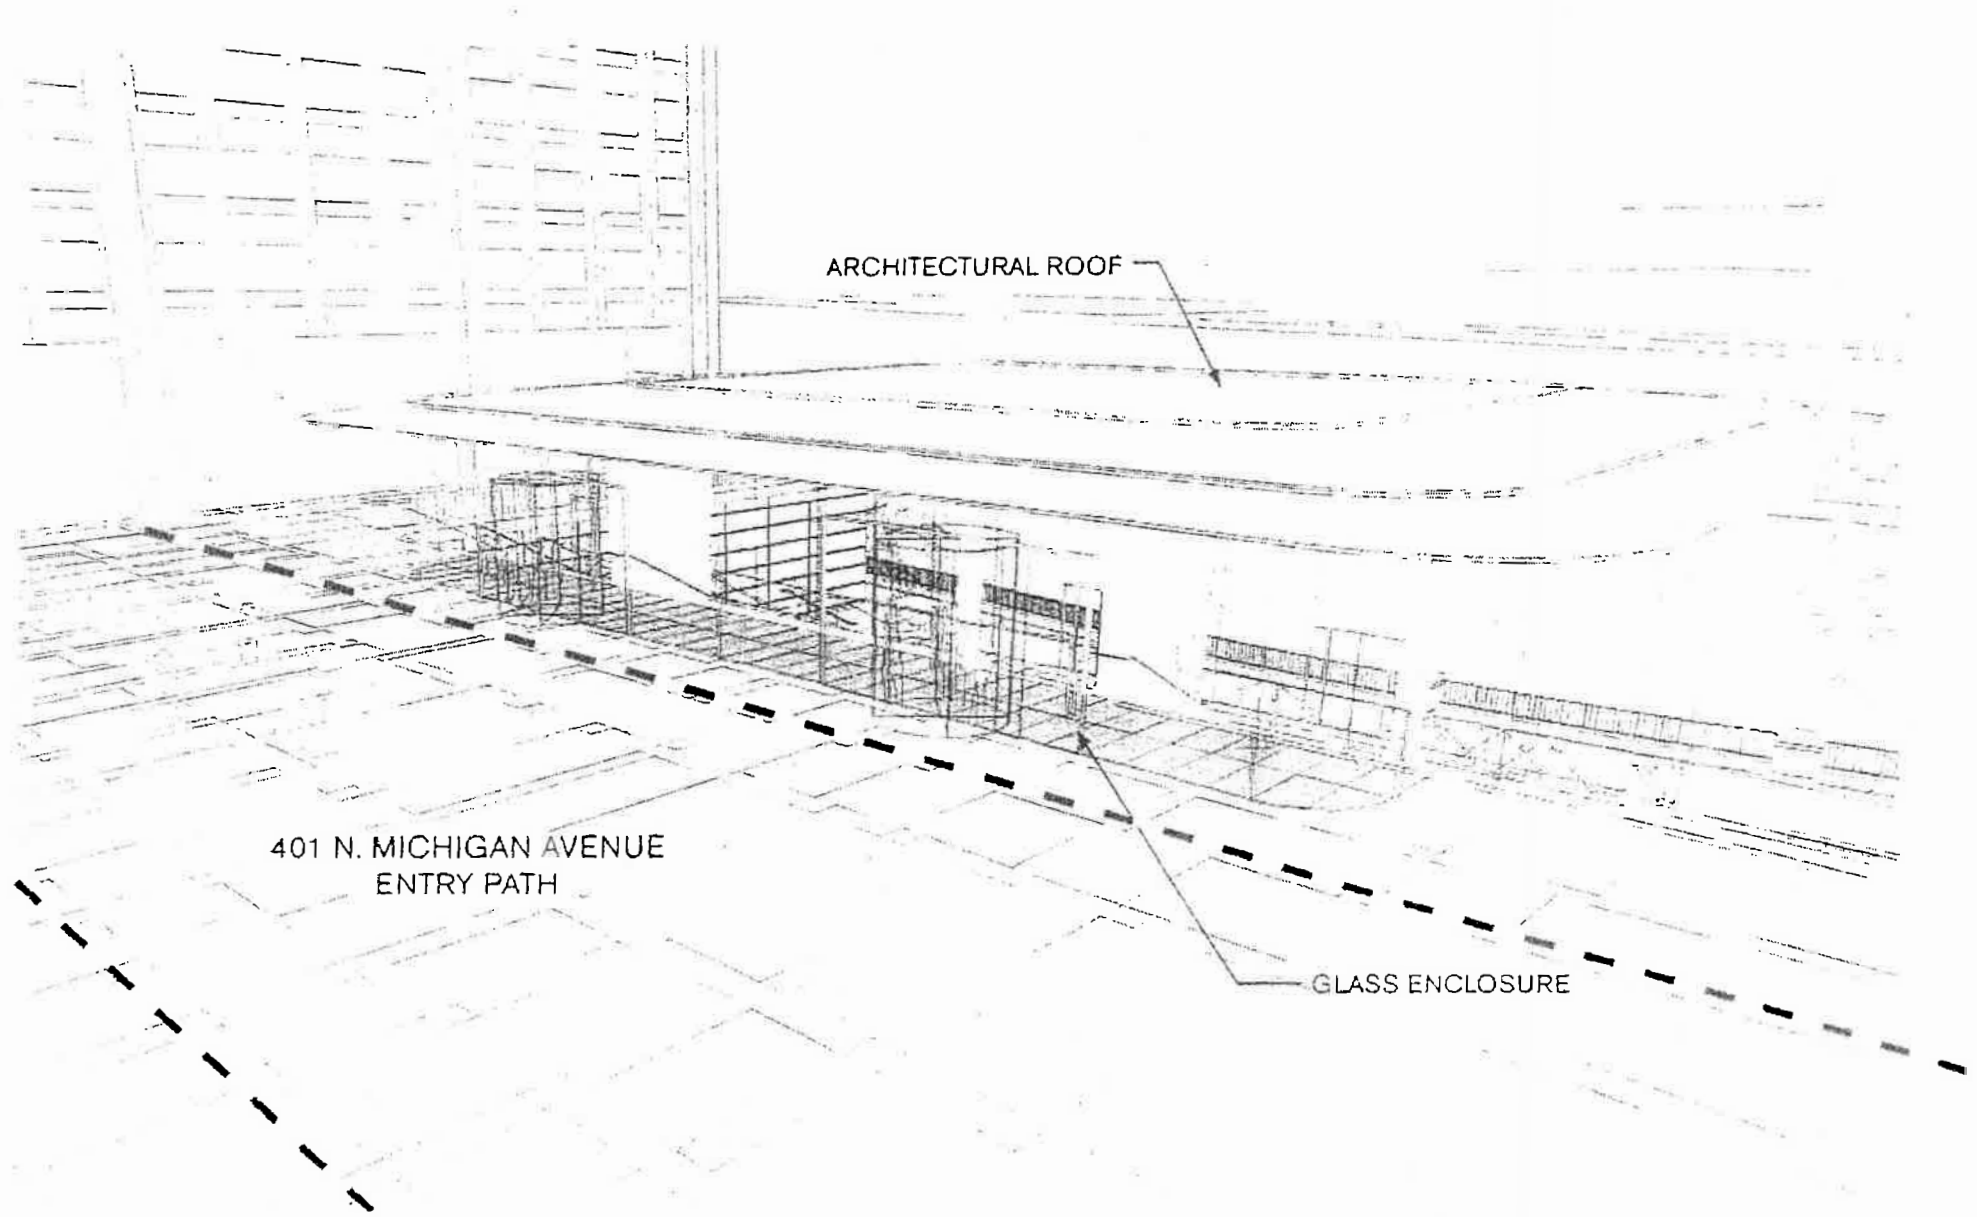 ARCHITECTURAL ROOF
401 N. MICHIGAN AVENUE
ENTRY PATH
GLASS ENCLOSURE